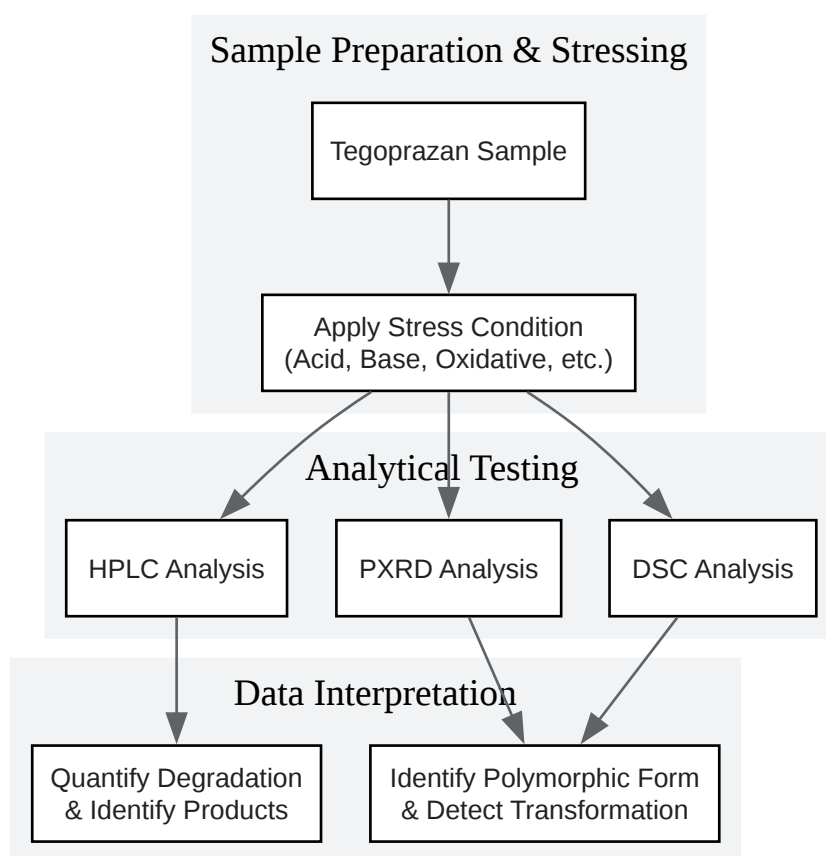 Sample Preparation & Stressing
Tegoprazan Sample
Apply Stress Condition
(Acid, Base, Oxidative, etc.)
Analytical Testing
HPLC Analysis
PXRD Analysis
DSC Analysis
Data Interpretation
Quantify Degradation
& Identify Products
Identify Polymorphic Form
& Detect Transformation